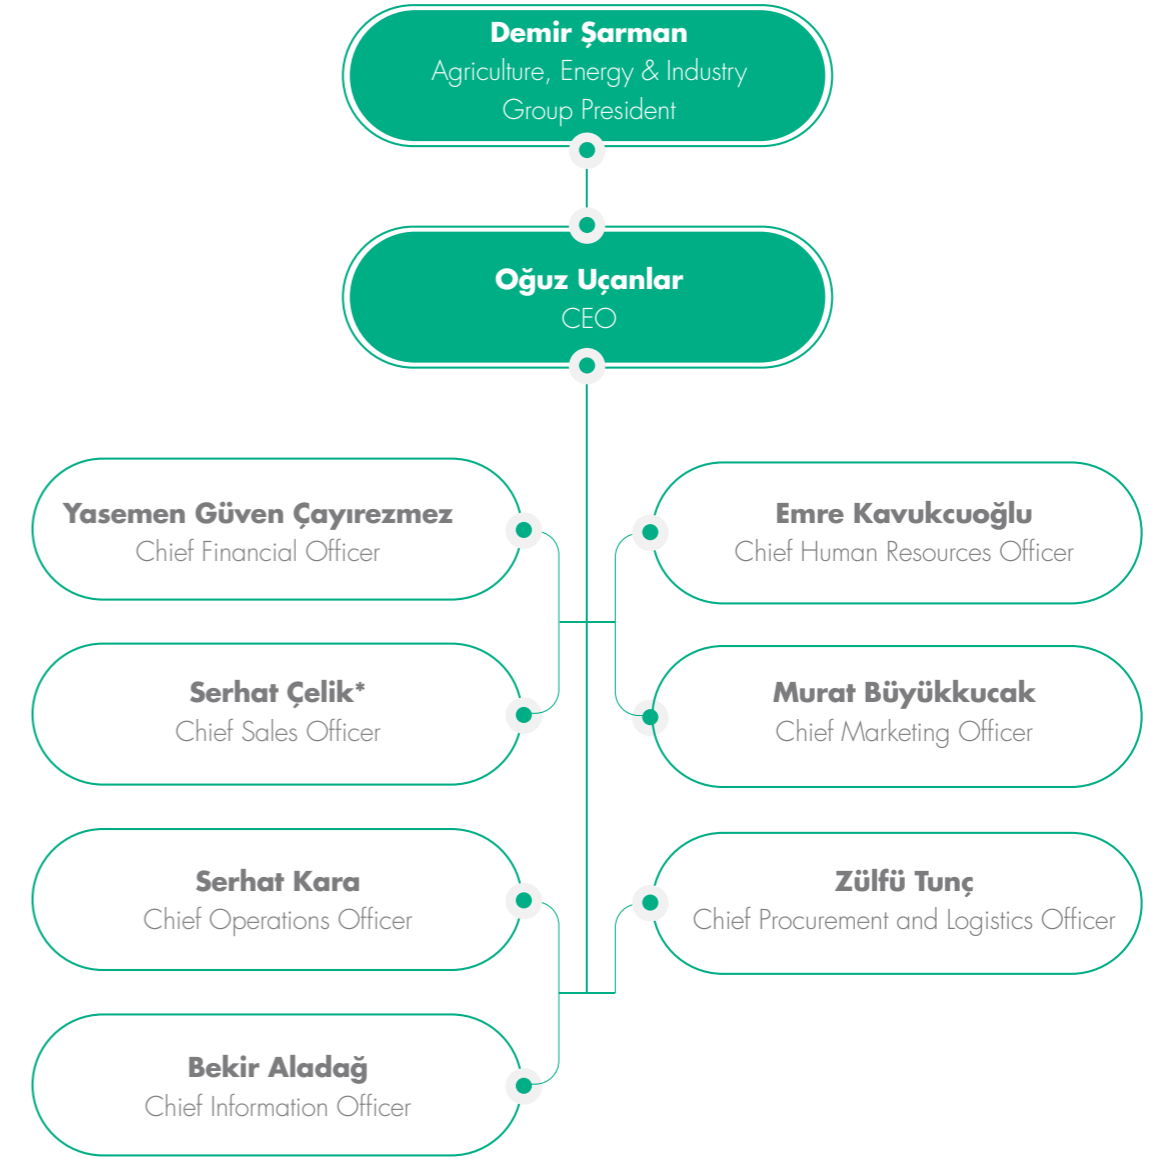 Demir Şarman
Agriculture, Energy & Industry
Group President
Oğuz Uçanlar
CEO
Yasemen Güven Çayırezmez
Chief Financial Officer
Emre Kavukcuoğlu
Chief Human Resources Officer
Serhat Çelik*
Chief Sales Officer
Murat Büyükkucak
Chief Marketing Officer
Serhat Kara
Chief Operations Officer
Zülfü Tunç
Chief Procurement and Logistics Officer
Bekir Aladağ
Chief Information Officer